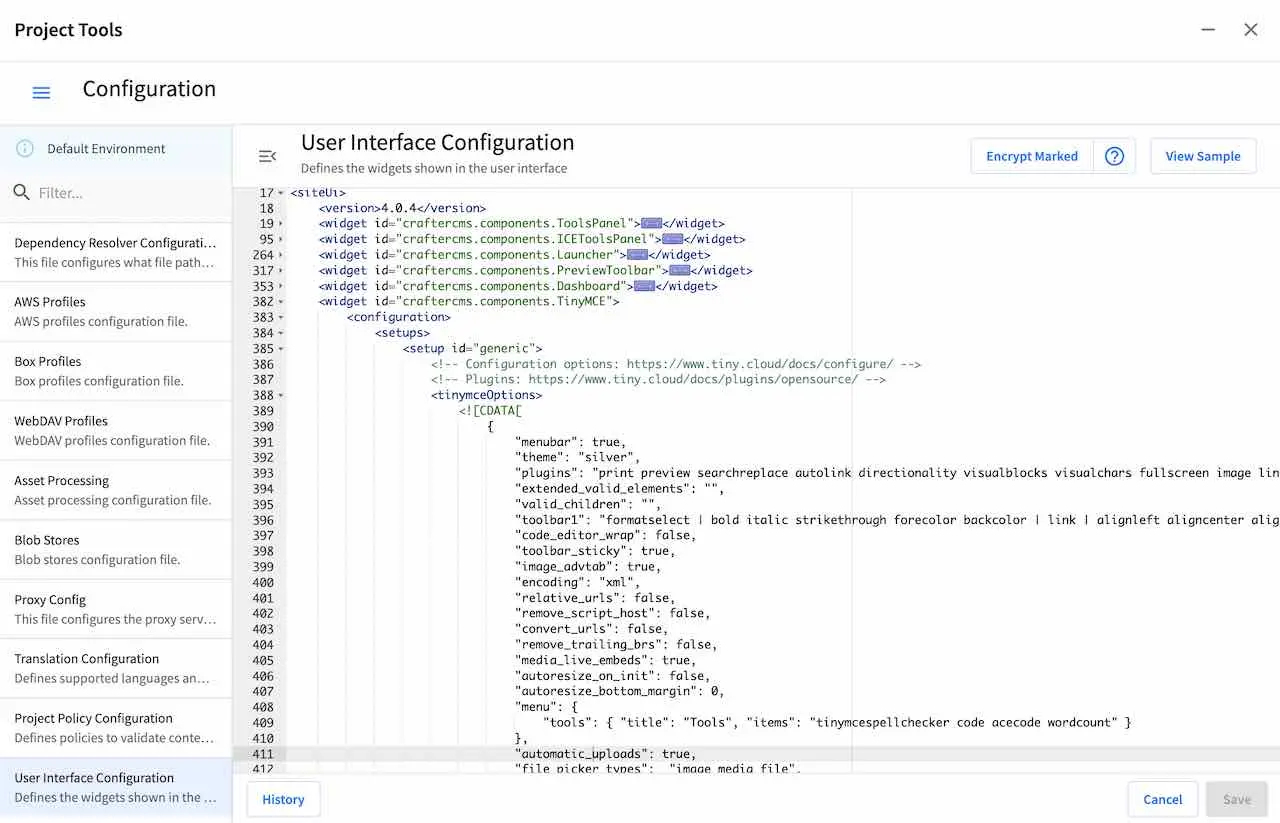 Project Tools
Configuration
Default Environment
Filter...
Dependency Resolver Configurati...
This file configures what file path...
AWS Profiles
AWS profiles configuration file.
Box Profiles
Box profiles configuration file.
WebDAV Profiles
WebDAV profiles configuration file.
Asset Processing
Asset processing configuration file.
Blob Stores
Blob stores configuration file.
Proxy Config
This file configures the proxy serv...
Translation Configuration
Defines supported languages an...
Project Policy Configuration
Defines policies to validate conte...
User Interface Configuration
Defines the widgets shown in the ...
User Interface Configuration
Defines the widgets shown in the user interface
Encrypt Marked
View Sample
17 <siteUi>
18 <version>4.0.4</version>
19 <widget id="craftercms.components.ToolsPanel"></widget>
95 <widget id="craftercms.components.ICEToolsPanel"></widget>
264 <widget id="craftercms.components.Launcher"></widget>
317 <widget id="craftercms.components.PreviewToolbar"></widget>
353 <widget id="craftercms.components.Dashboard"></widget>
382 <widget id="craftercms.components.TinyMCE">
383 <configuration>
384 <setups>
385 <setup id="generic">
386 <!-- Configuration options: https://www.tiny.cloud/docs/configure/ -->
387 <!-- Plugins: https://www.tiny.cloud/docs/plugins/opensource/ -->
388 <tinymceOptions>
389 <![CDATA[
390 {
391 "menubar": true,
392 "theme": "silver",
393 "plugins": "print preview searchreplace autolink directionality visualblocks visualchars fullscreen image lin
394 "extended_valid_elements": "",
395 "valid_children": "",
396 "toolbar1": "formatselect | bold italic strikethrough forecolor backcolor | link | alignleft aligncenter alig
397 "code_editor_wrap": false,
398 "toolbar_sticky": true,
399 "image_advtab": true,
400 "encoding": "xml",
401 "relative_urls": false,
402 "remove_script_host": false,
403 "convert_urls": false,
404 "remove_trailing_brs": false,
405 "media_live_embeds": true,
406 "autoresize_on_init": false,
407 "autoresize_bottom_margin": 0,
408 "menu": {
409 "tools": { "title": "Tools", "items": "tinymcespellchecker code acecode wordcount" }
410 },
411 "automatic_uploads": true,
412 "file_picker_types": "image media file",
History
Cancel
Save